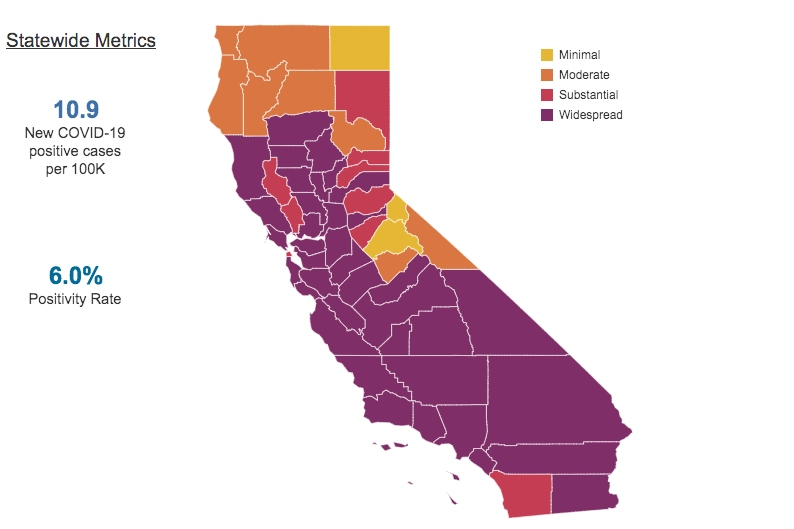 Statewide Metrics
10.9
New COVID-19
positive cases
per 100K
6.0%
Positivity Rate
Minimal
Moderate
Substantial
Widespread